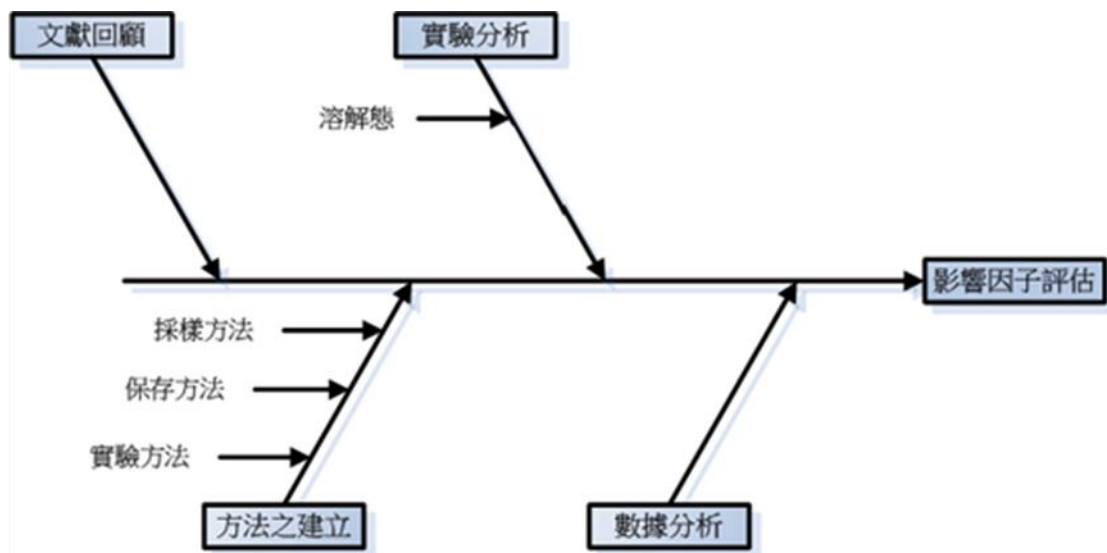 文獻回顧
實驗分析
溶解態
影響因子評估
採樣方法
保存方法
實驗方法
方法之建立
數據分析